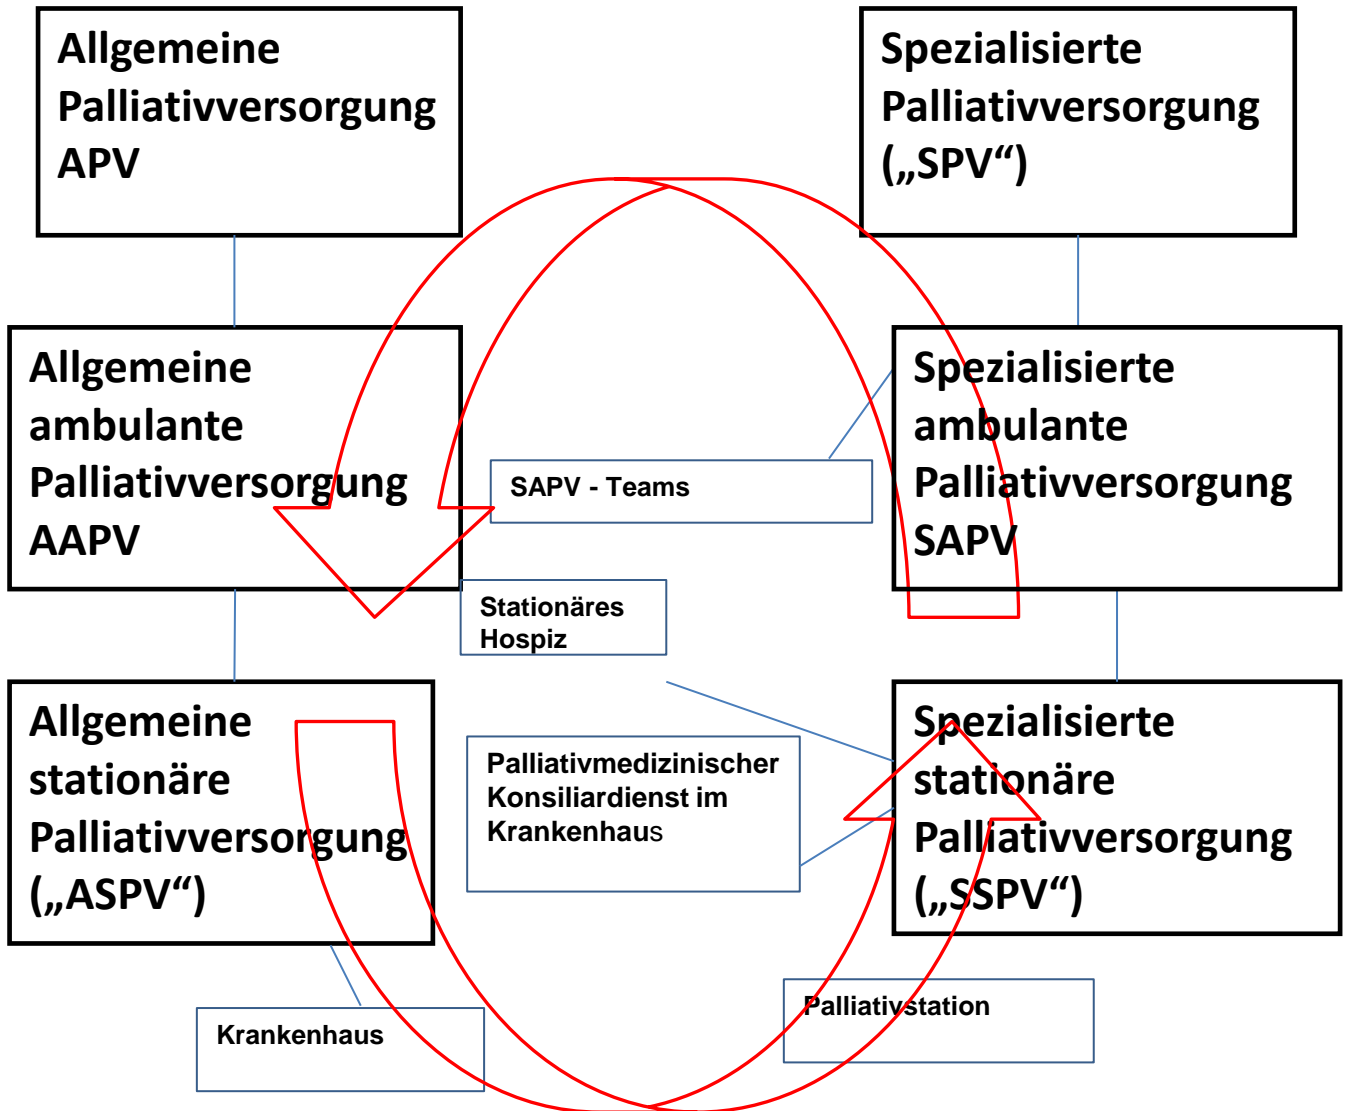 Allgemeine
Palliativversorgung
APV
Spezialisierte
Palliativversorgung
(„SPV“)
Allgemeine
ambulante
Palliativversorgung
AAPV
Spezialisierte
ambulante
Palliativversorgung
SAPV
SAPV - Teams
Stationäres
Hospiz
Allgemeine
stationäre
Palliativversorgung
(„ASPV“)
Palliativmedizinischer
Konsiliardienst im
Krankenhaus
Spezialisierte
stationäre
Palliativversorgung
(„SSPV“)
Krankenhaus
Palliativstation